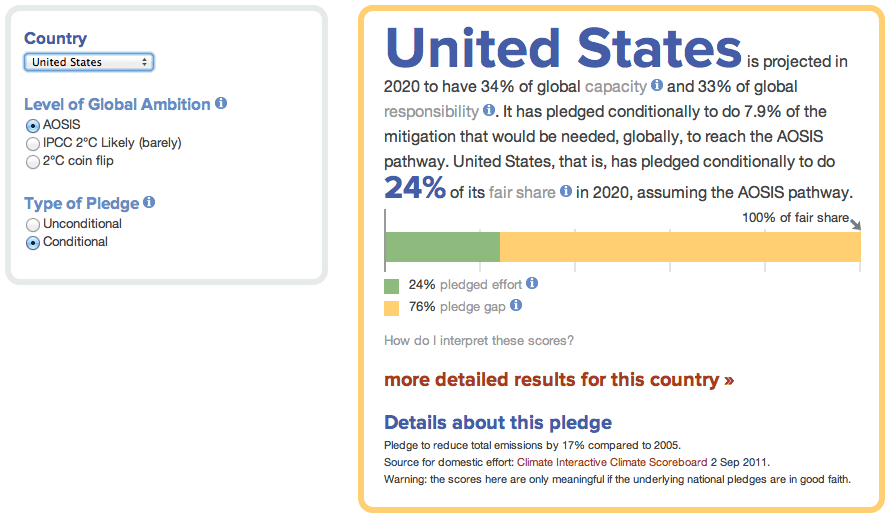 Country
United States
Level of Global Ambition i
AOSIS
IPCC 2°C Likely (barely)
2°C coin flip
Type of Pledge i
Unconditional
Conditional
United States is projected in
2020 to have 34% of global capacity i and 33% of global
responsibility i. It has pledged conditionally to do 7.9% of the
mitigation that would be needed, globally, to reach the AOSIS
pathway. United States, that is, has pledged conditionally to do
24% of its fair share i in 2020, assuming the AOSIS pathway.
100% of fair share
24% pledged effort i
76% pledge gap i
How do I interpret these scores?
more detailed results for this country »
Details about this pledge
Pledge to reduce total emissions by 17% compared to 2005.
Source for domestic effort: Climate Interactive Climate Scoreboard 2 Sep 2011.
Warning: the scores here are only meaningful if the underlying national pledges are in good faith.